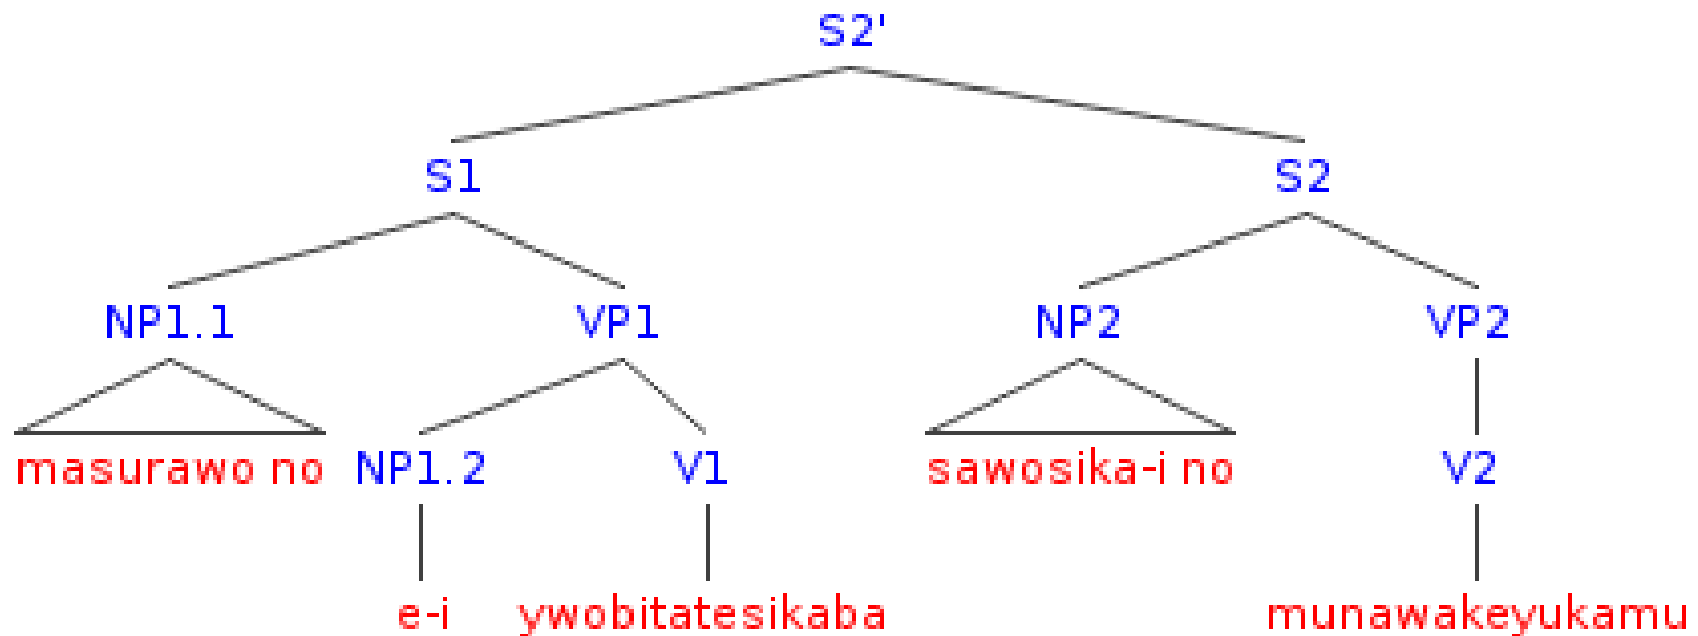 S2'
S1 S2
NP1.1 VP1 NP2 VP2
masurawo no NP1.2 V1 sawosika-i no V2
e-i ywobitatesikaba munawakeyukamu